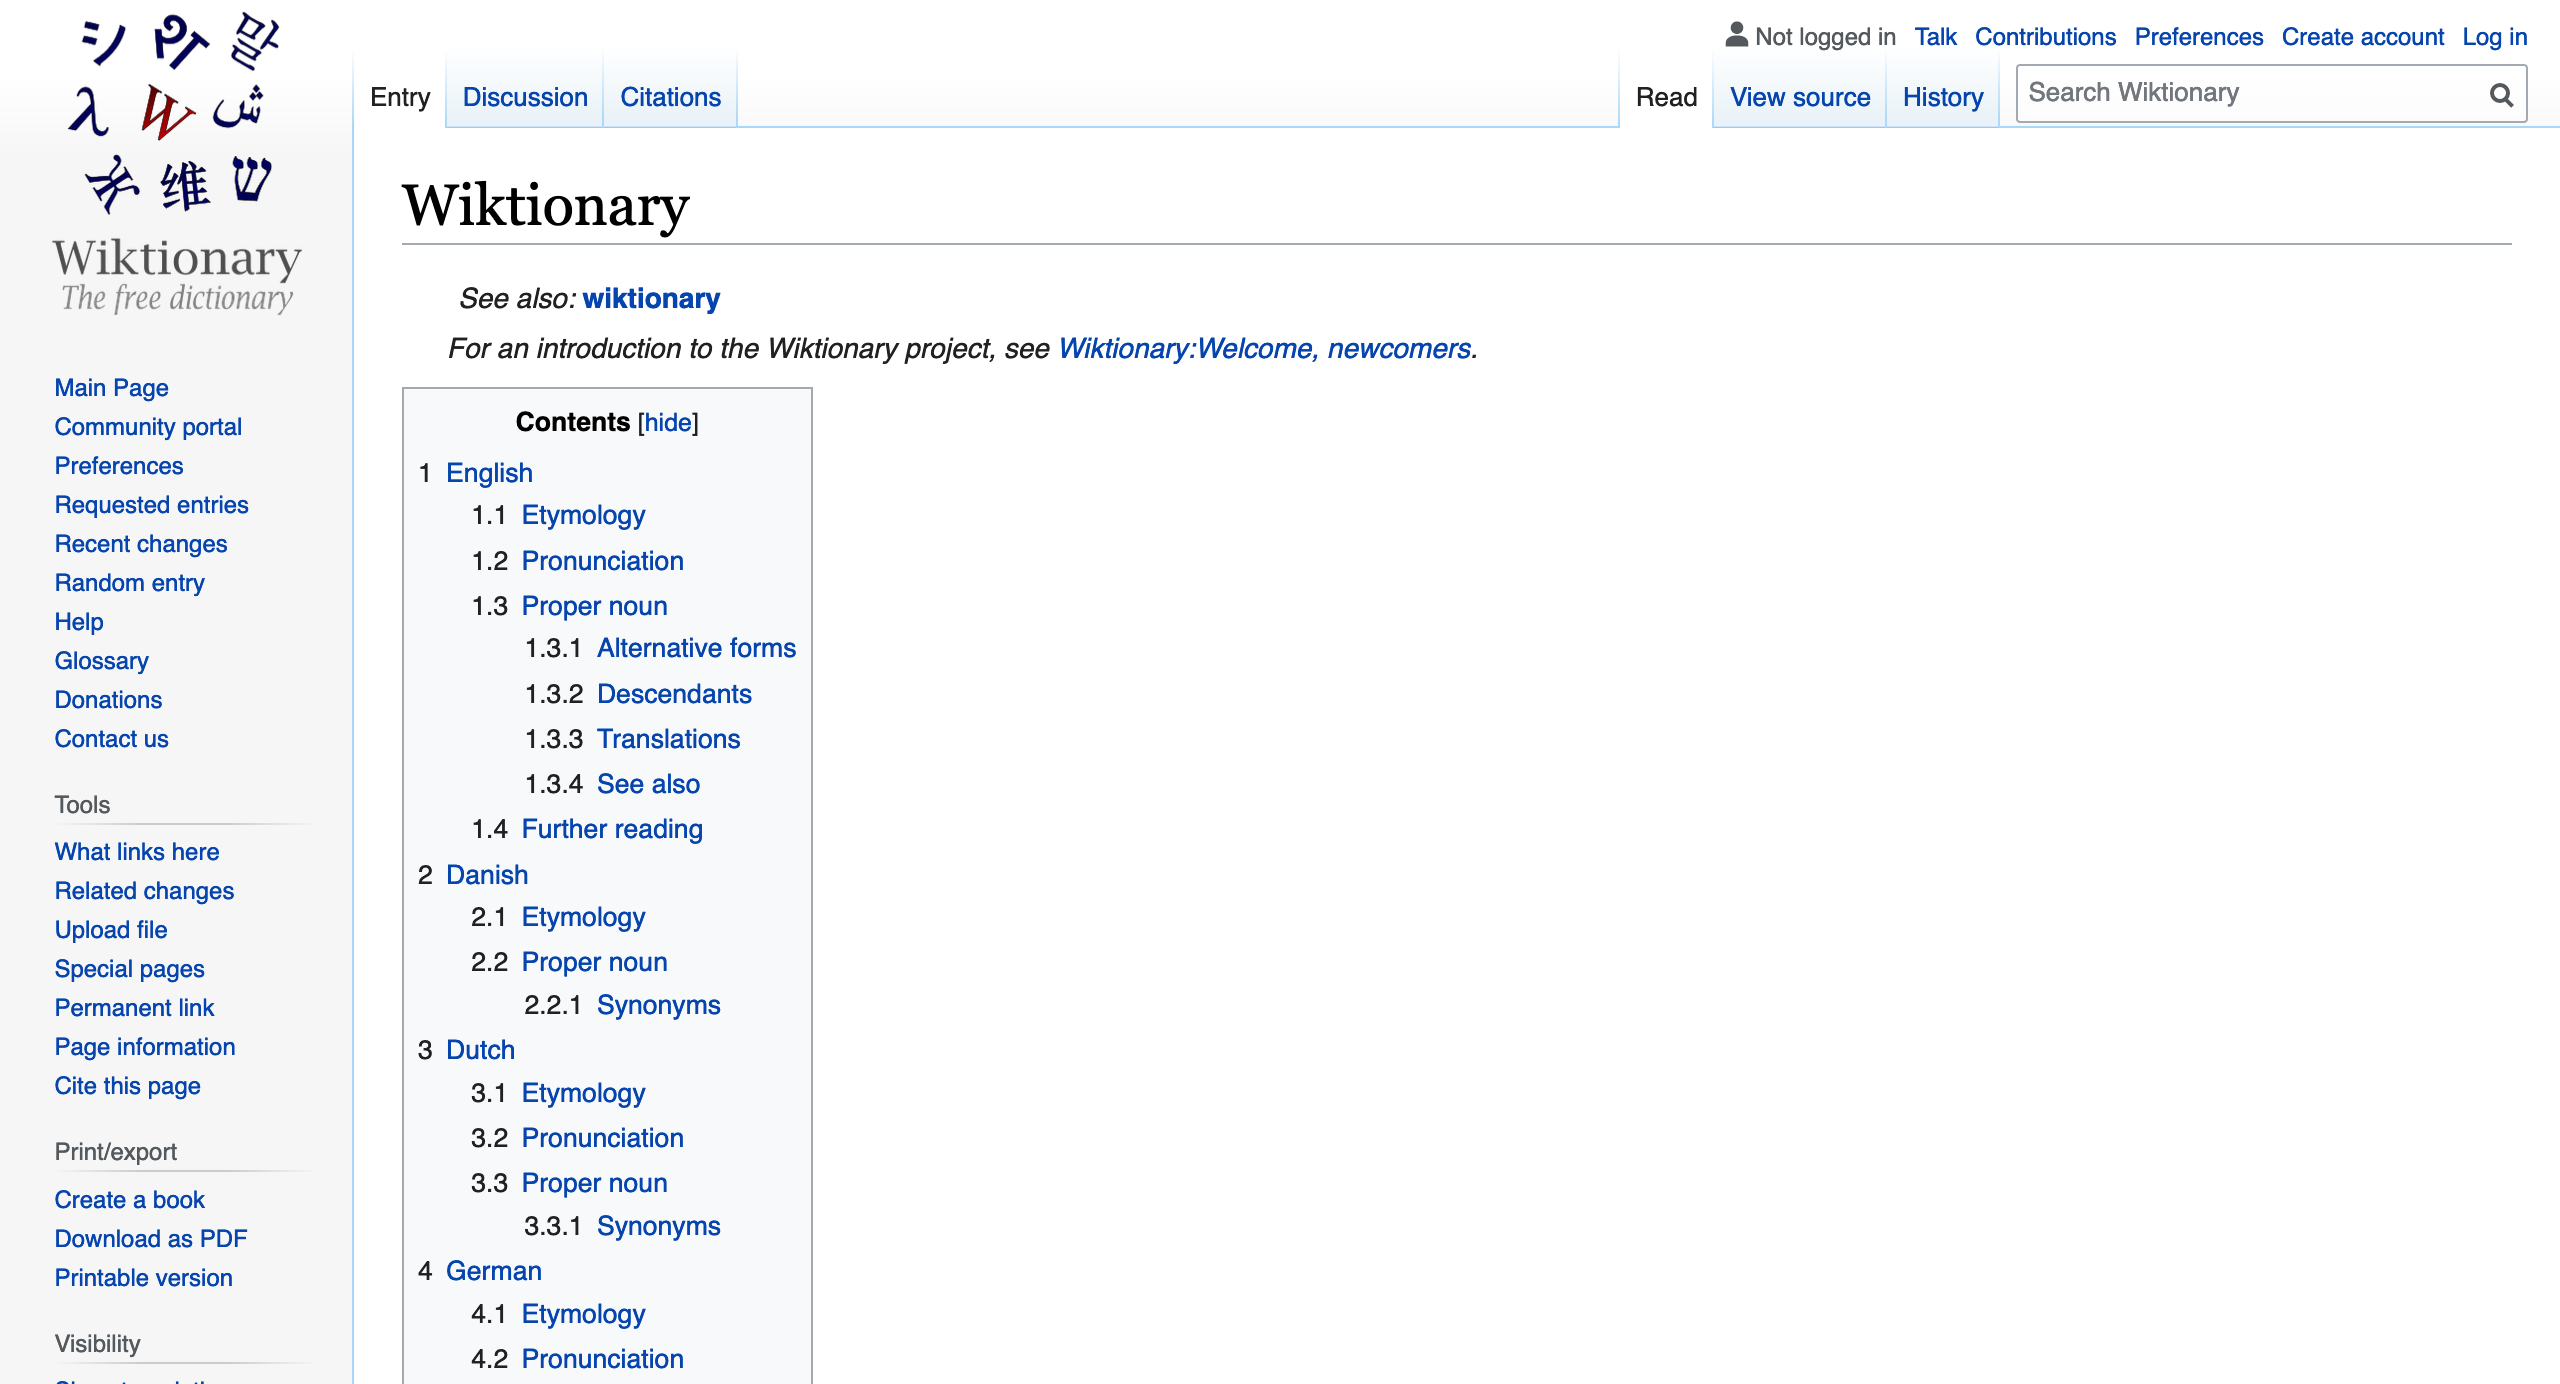 シ
קד
말
λ
W
ش
维
ש
Wiktionary
The free dictionary
Main Page
Community portal
Preferences
Requested entries
Recent changes
Random entry
Help
Glossary
Donations
Contact us
Tools
What links here
Related changes
Upload file
Special pages
Permanent link
Page information
Cite this page
Print/export
Create a book
Download as PDF
Printable version
Visibility
Not logged in Talk Contributions Preferences Create account Log in
Entry Discussion Citations Read View source History Search Wiktionary
Wiktionary
See also: wiktionary
For an introduction to the Wiktionary project, see Wiktionary:Welcome, newcomers.
Contents [hide]
1 English
1.1 Etymology
1.2 Pronunciation
1.3 Proper noun
1.3.1 Alternative forms
1.3.2 Descendants
1.3.3 Translations
1.3.4 See also
1.4 Further reading
2 Danish
2.1 Etymology
2.2 Proper noun
2.2.1 Synonyms
3 Dutch
3.1 Etymology
3.2 Pronunciation
3.3 Proper noun
3.3.1 Synonyms
4 German
4.1 Etymology
4.2 Pronunciation